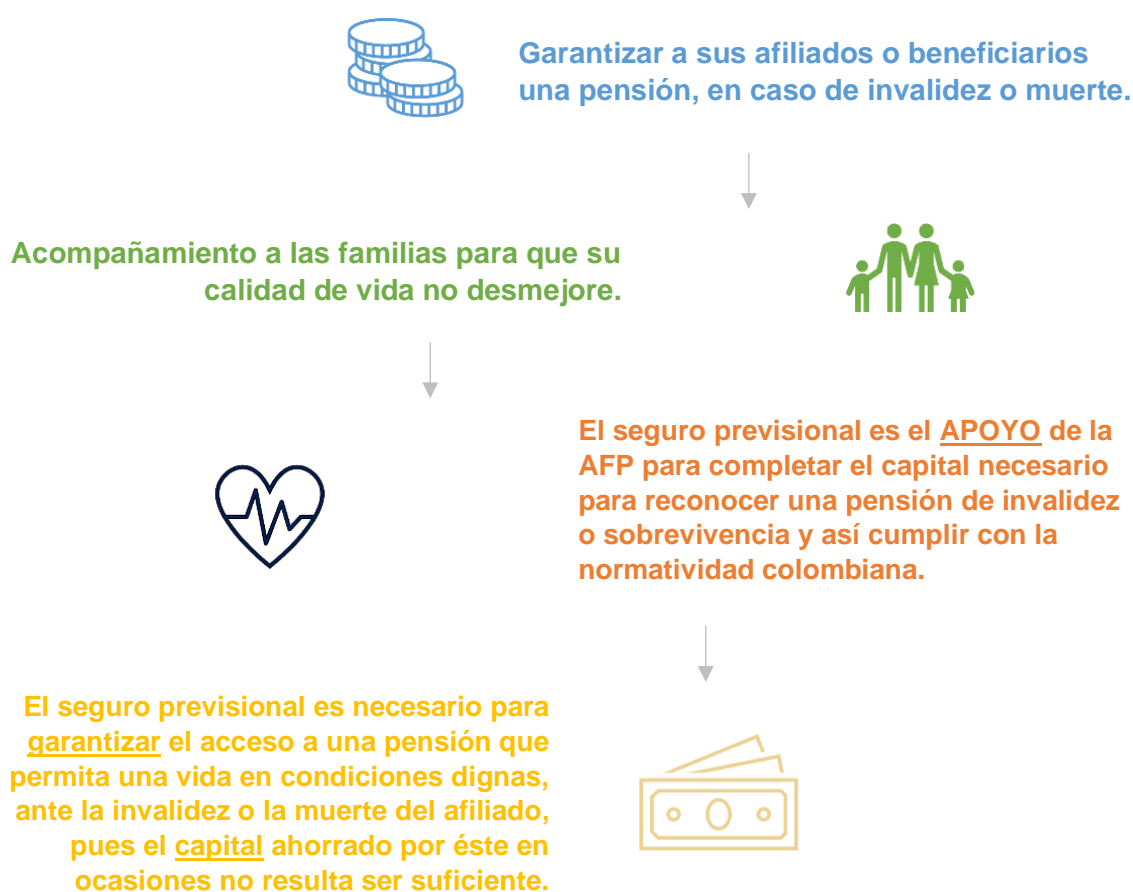 Garantizar a sus afiliados o beneficiarios
una pensión, en caso de invalidez o muerte.
Acompañamiento a las familias para que su
calidad de vida no desmejore.
El seguro previsional es el APOYO de la
AFP para completar el capital necesario
para reconocer una pensión de invalidez
o sobrevivencia y así cumplir con la
normatividad colombiana.
El seguro previsional es necesario para
garantizar el acceso a una pensión que
permita una vida en condiciones dignas,
ante la invalidez o la muerte del afiliado,
pues el capital ahorrado por éste en
ocasiones no resulta ser suficiente.